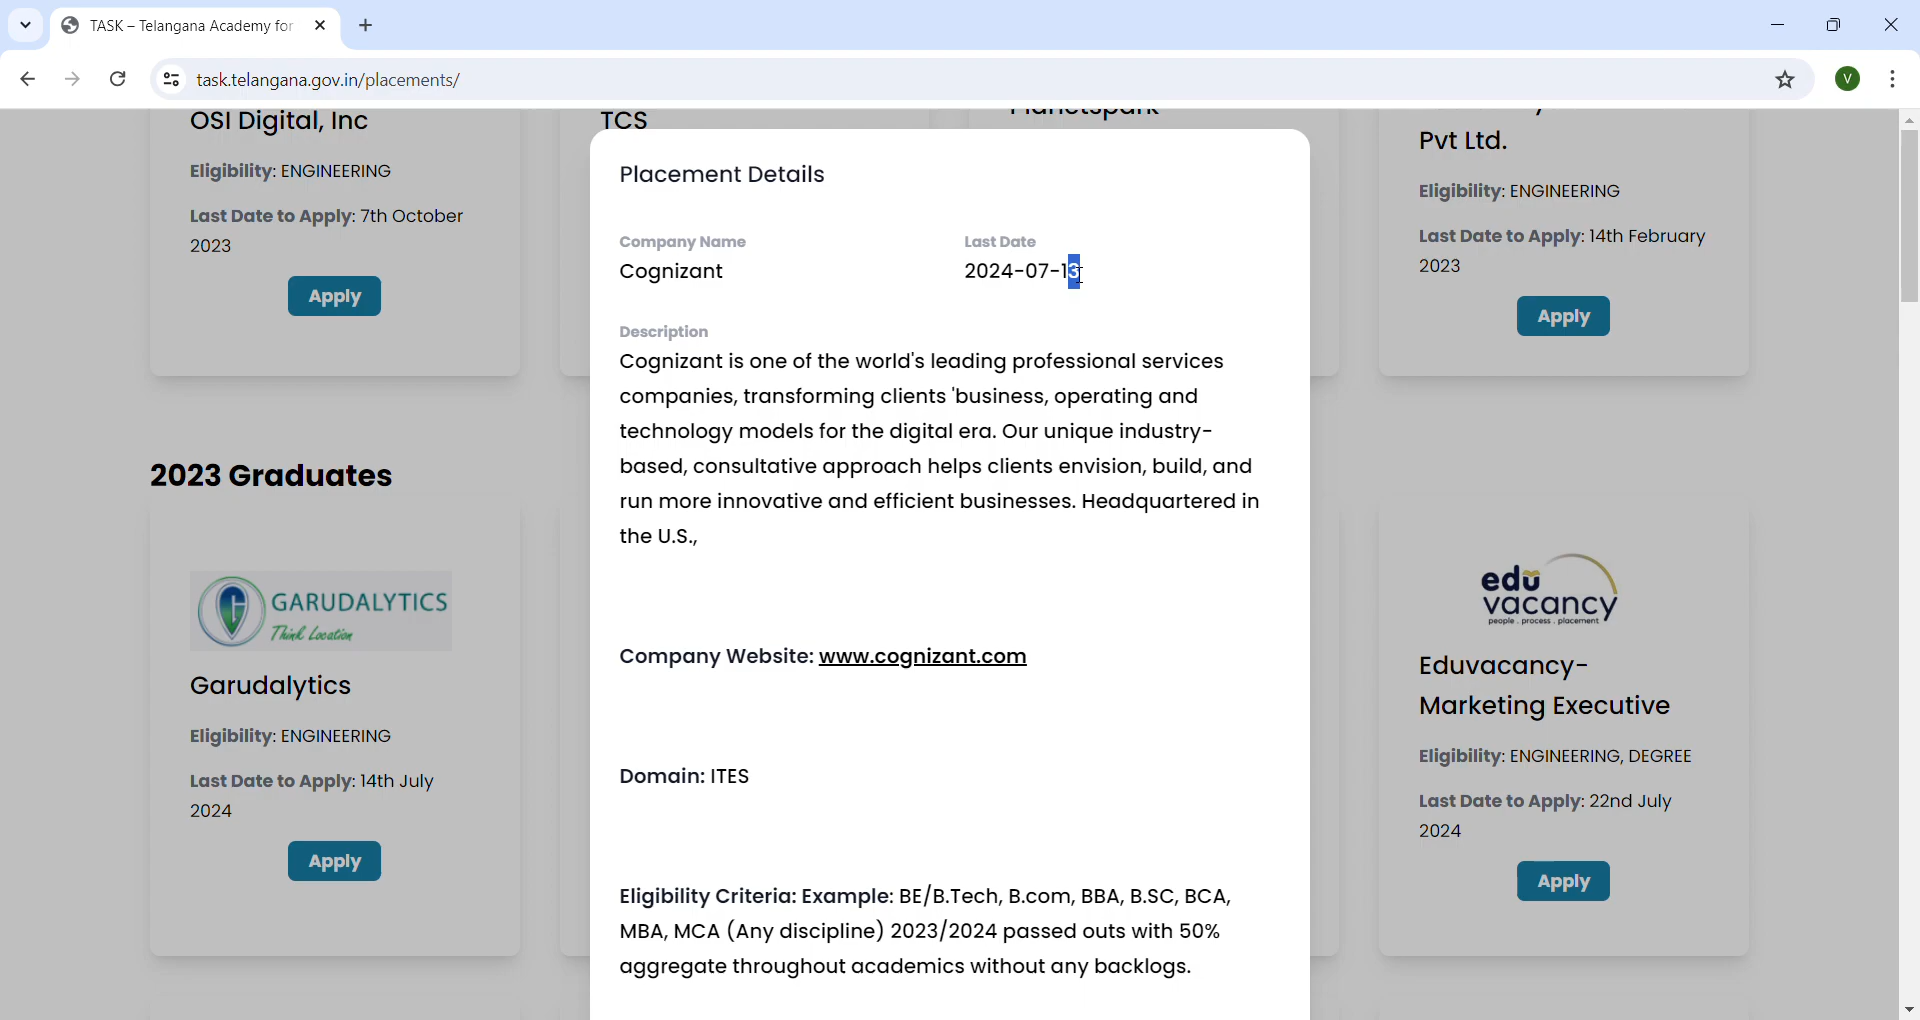 TASK – Telangana Academy for
task.telangana.gov.in/placements/
V
OSI Digital, Inc
Eligibility: ENGINEERING
Last Date to Apply: 7th October
2023
Apply
TCS
Planetspark
Pvt Ltd.
Eligibility: ENGINEERING
Last Date to Apply: 14th February
2023
Apply
Placement Details
Company Name
Cognizant
Last Date
2024-07-13
Description
Cognizant is one of the world's leading professional services
companies, transforming clients 'business, operating and
technology models for the digital era. Our unique industry-
based, consultative approach helps clients envision, build, and
run more innovative and efficient businesses. Headquartered in
the U.S.,
Company Website: www.cognizant.com
Domain: ITES
Eligibility Criteria: Example: BE/B.Tech, B.com, BBA, B.SC, BCA,
MBA, MCA (Any discipline) 2023/2024 passed outs with 50%
aggregate throughout academics without any backlogs.
2023 Graduates
GARUDALYTICS
Think Location
Garudalytics
Eligibility: ENGINEERING
Last Date to Apply: 14th July
2024
Apply
edu
vacancy
people . process . placement
Eduvacancy-
Marketing Executive
Eligibility: ENGINEERING, DEGREE
Last Date to Apply: 22nd July
2024
Apply